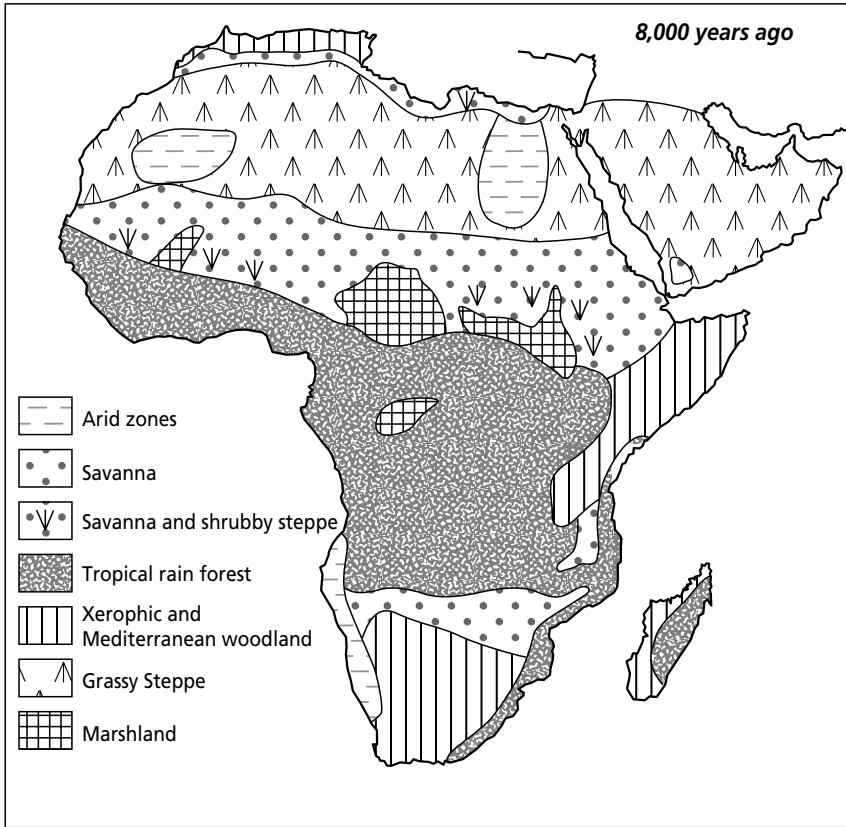 8,000 years ago
Arid zones
Savanna
Savanna and shrubby steppe
Tropical rain forest
Xerophic and
Mediterranean woodland
Grassy Steppe
Marshland